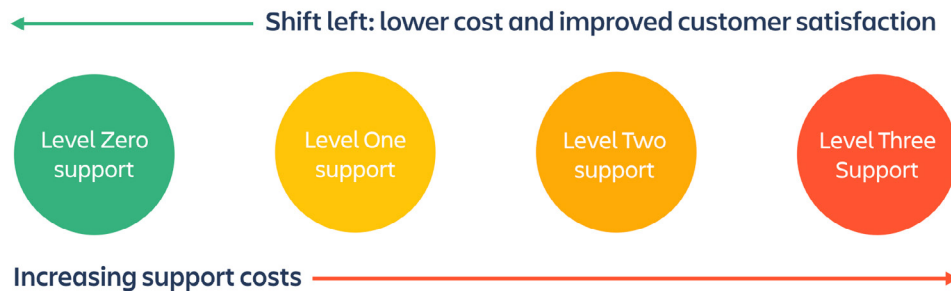 Shift left: lower cost and improved customer satisfaction
Level Zero
support
Level One
support
Level Two
support
Level Three
Support
Increasing support costs